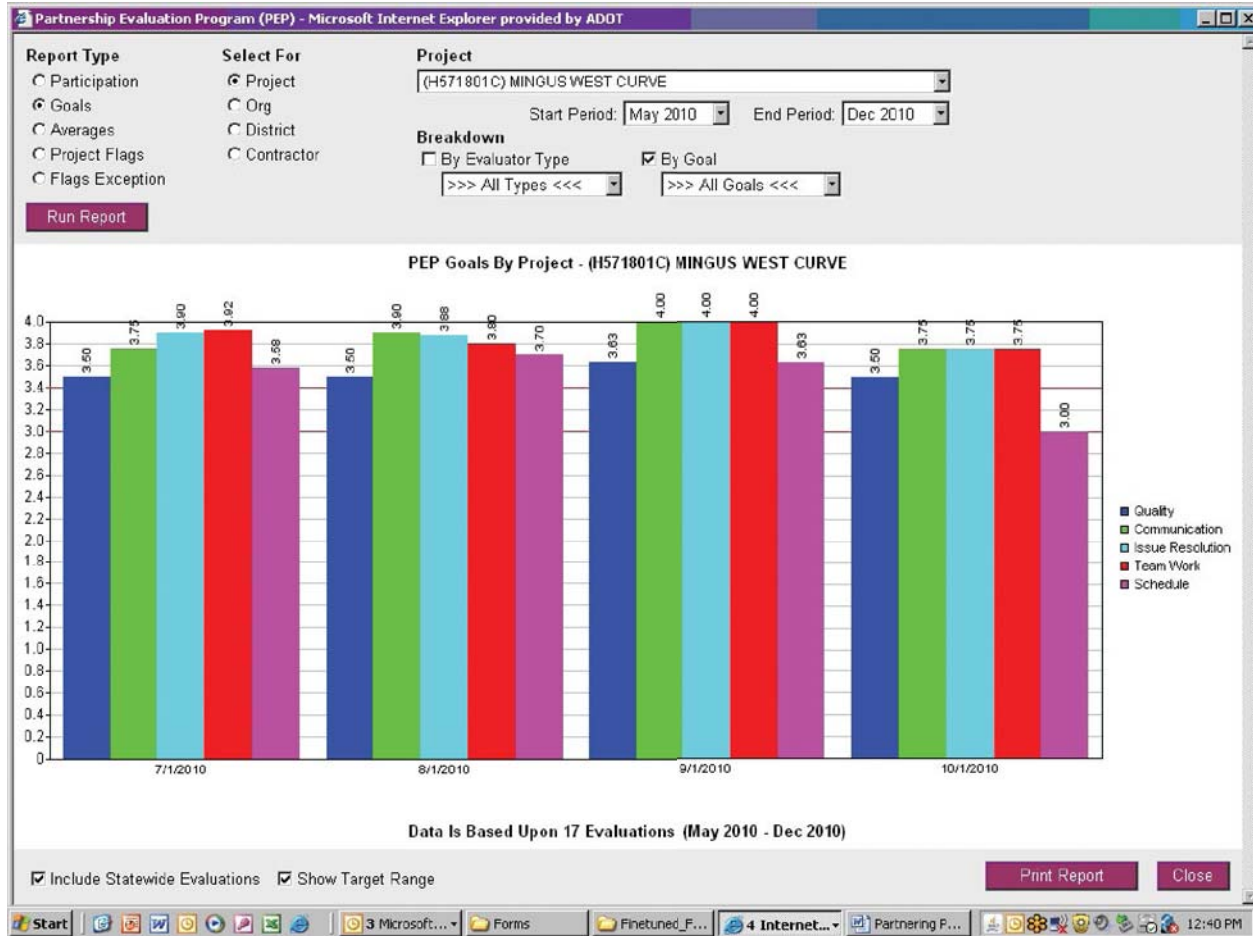 Partnership Evaluation Program (PEP) - Microsoft Internet Explorer provided by ADOT
Report Type
Participation
Goals
Averages
Project Flags
Flags Exception
Run Report
Select For
Project
Org
District
Contractor
Project
(H571801C) MINGUS WEST CURVE
Start Period: May 2010 End Period: Dec 2010
Breakdown
By Evaluator Type By Goal
>>> All Types <<< >>> All Goals <<<
PEP Goals By Project - (H571801C) MINGUS WEST CURVE
4.0
3.8
3.6
3.4
3.2
3.0
2.8
2.6
2.4
2.2
2.0
1.8
1.6
1.4
1.2
1.0
0.8
0.6
0.4
0.2
0
3.50 3.75 3.90 3.92 3.58
3.50 3.90 3.88 3.80 3.70
3.63 4.00 4.00 4.00 3.63
3.50 3.75 3.75 3.75 3.00
7/1/2010 8/1/2010 9/1/2010 10/1/2010
Quality
Communication
Issue Resolution
Team Work
Schedule
Data Is Based Upon 17 Evaluations (May 2010 - Dec 2010)
Include Statewide Evaluations Show Target Range
Print Report Close
Start 3 Microsoft... Forms Finetuned_F... 4 Internet... Partnering P... 12:40 PM